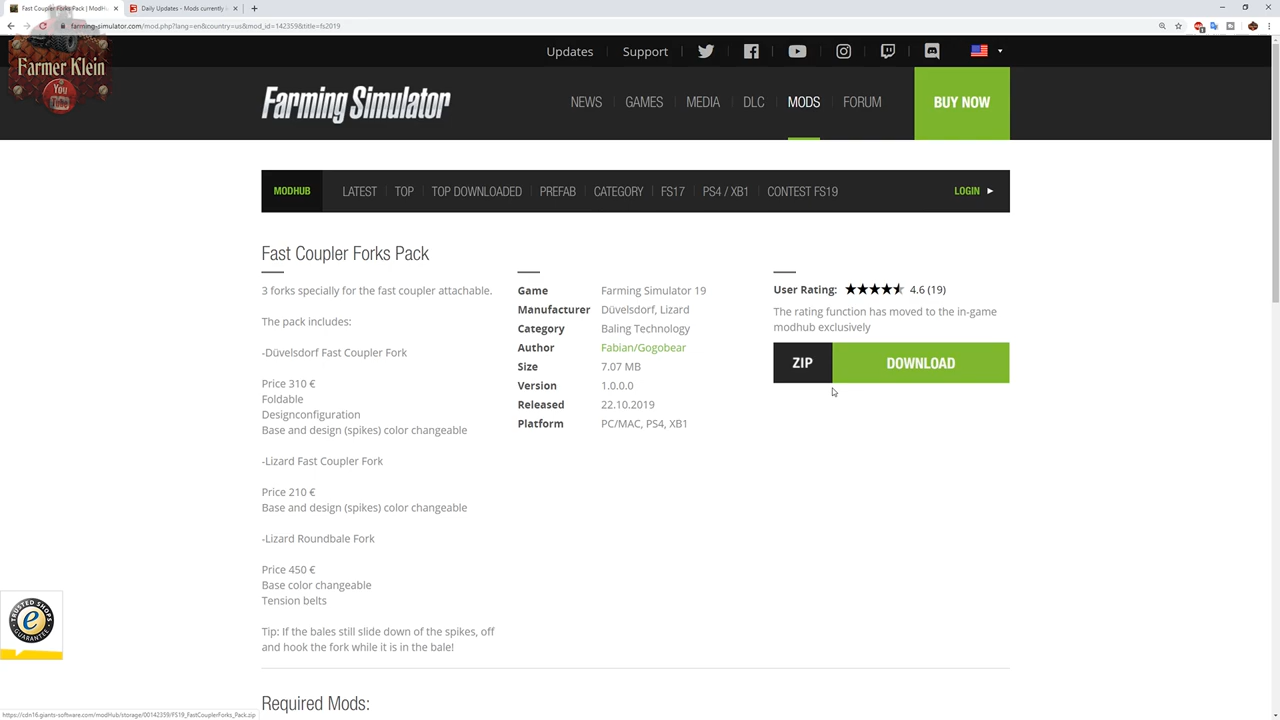 Fast Coupler Forks Pack | ModHu
Daily Updates - Mods currently i
farming-simulator.com/mod.php?lang=en&country=us&mod_id=142359&title=fs2019
Farmer Klein
You
Tube
Updates
Support
Farming Simulator
NEWS
GAMES
MEDIA
DLC
MODS
FORUM
BUY NOW
MODHUB
LATEST
TOP
TOP DOWNLOADED
PREFAB
CATEGORY
FS17
PS4 / XB1
CONTEST FS19
LOGIN
Fast Coupler Forks Pack
3 forks specially for the fast coupler attachable.
The pack includes:
-Düvelsdorf Fast Coupler Fork
Price 310 €
Foldable
Designconfiguration
Base and design (spikes) color changeable
-Lizard Fast Coupler Fork
Price 210 €
Base and design (spikes) color changeable
-Lizard Roundbale Fork
Price 450 €
Base color changeable
Tension belts
Tip: If the bales still slide down of the spikes, off
and hook the fork while it is in the bale!
Game Farming Simulator 19
Manufacturer Düvelsdorf, Lizard
Category Baling Technology
Author Fabian/Gogobear
Size 7.07 MB
Version 1.0.0.0
Released 22.10.2019
Platform PC/MAC, PS4, XB1
User Rating: 4.6 (19)
The rating function has moved to the in-game
modhub exclusively
ZIP
DOWNLOAD
Required Mods:
TRUSTED SHOPS
e
GUARANTEE
https://cdn16.giants-software.com/modHub/storage/00142359/FS19_FastCouplerForks_Pack.zip